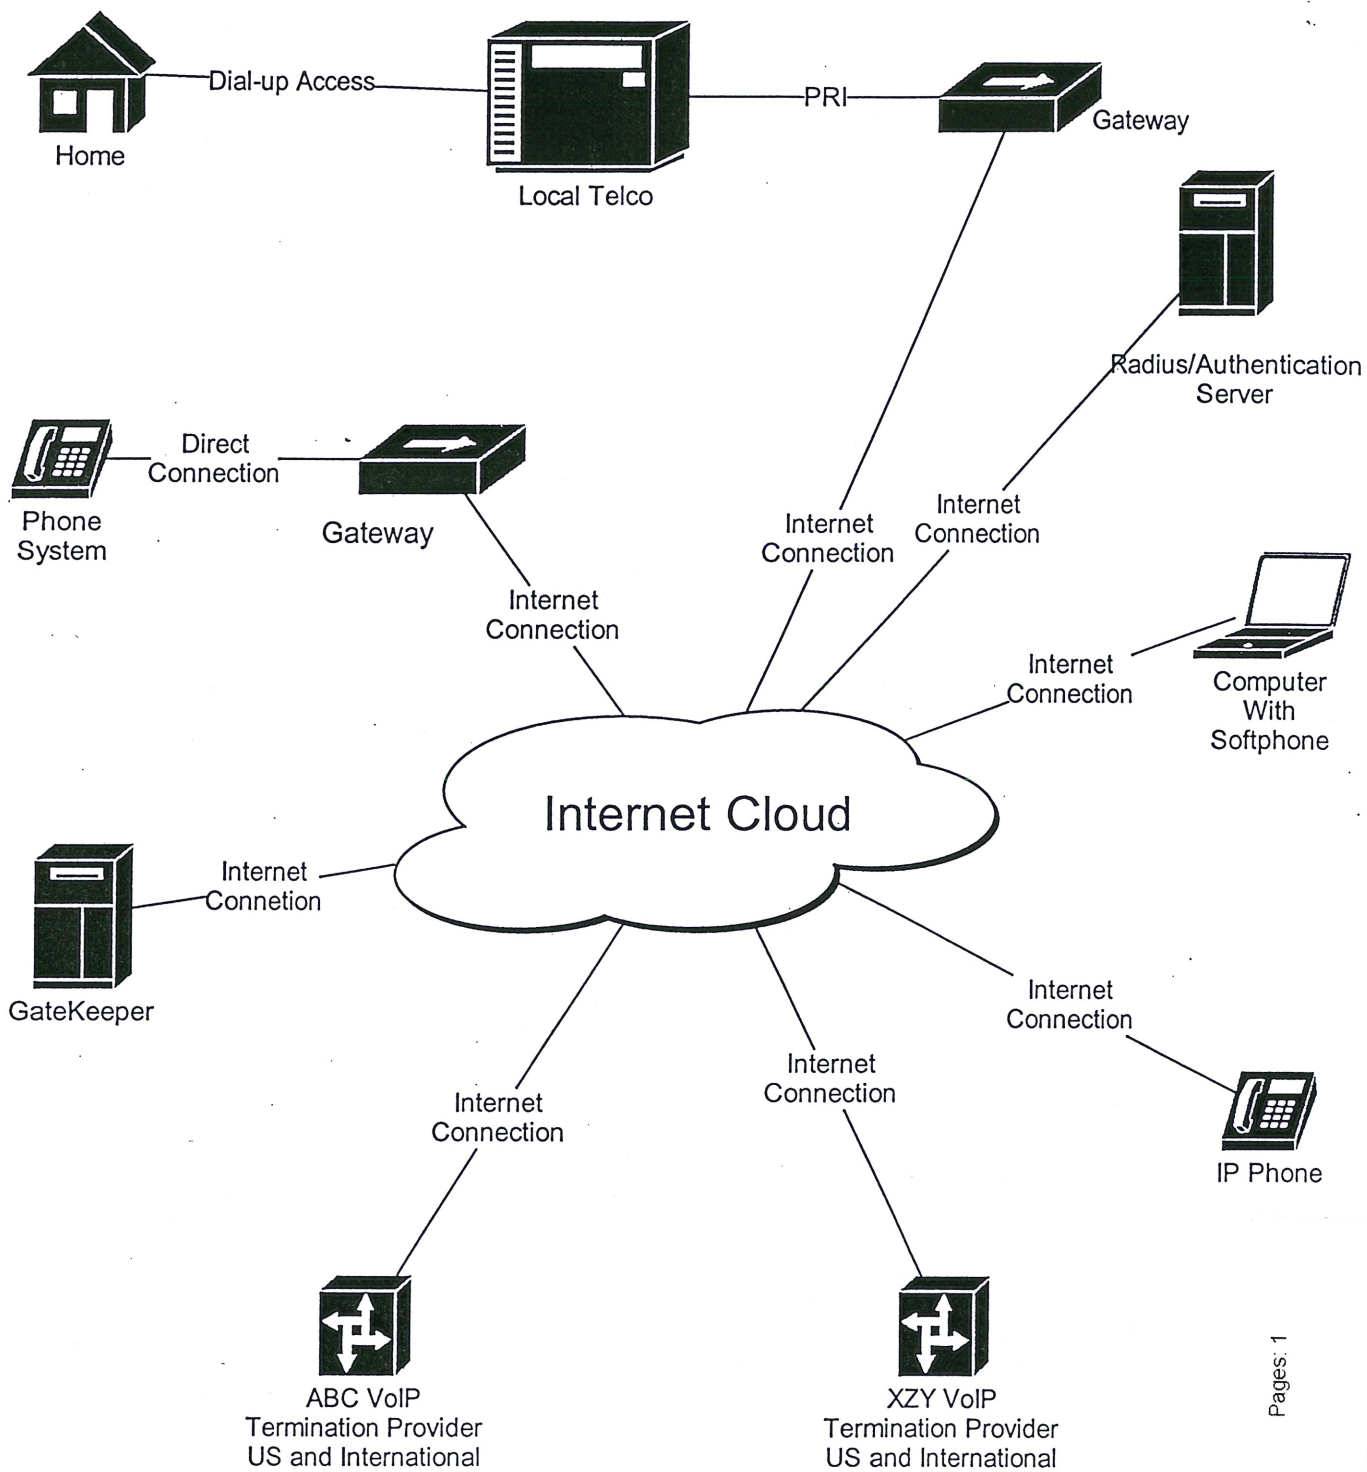 Dial-up Access
PRI
Gateway
Home
Local Telco
Radius/Authentication
Server
Direct
Connection
Phone
System
Gateway
Internet
Connection
Internet
Connection
Internet
Connection
Internet
Connection
Computer
With
Softphone
Internet Cloud
Internet
Connetion
GateKeeper
Internet
Connection
IP Phone
Internet
Connection
Internet
Connection
ABC VoIP
Termination Provider
US and International
XZY VoIP
Termination Provider
US and International
Pages: 1